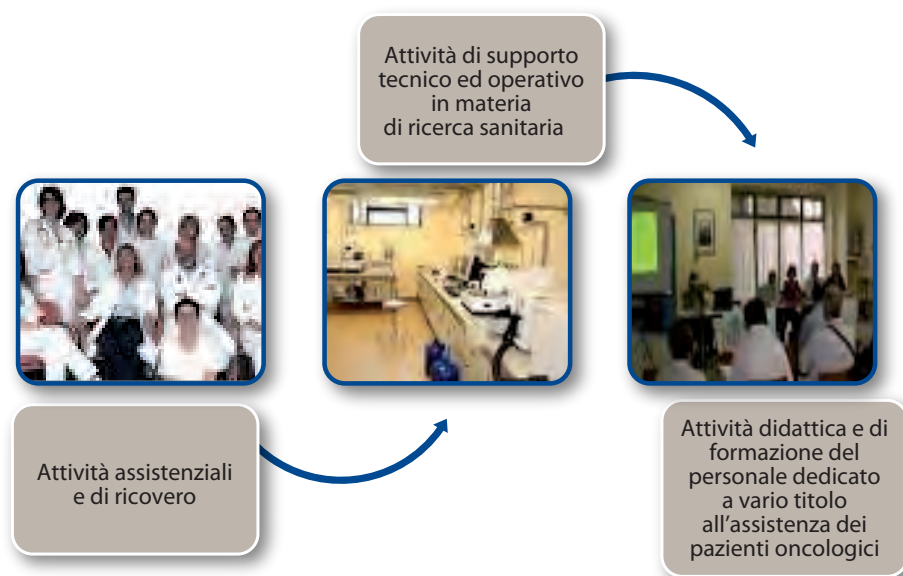 Attività di supporto
tecnico ed operativo
in materia
di ricerca sanitaria
Attività assistenziali
e di ricovero
Attività didattica e di
formazione del
personale dedicato
a vario titolo
all’assistenza dei
pazienti oncologici